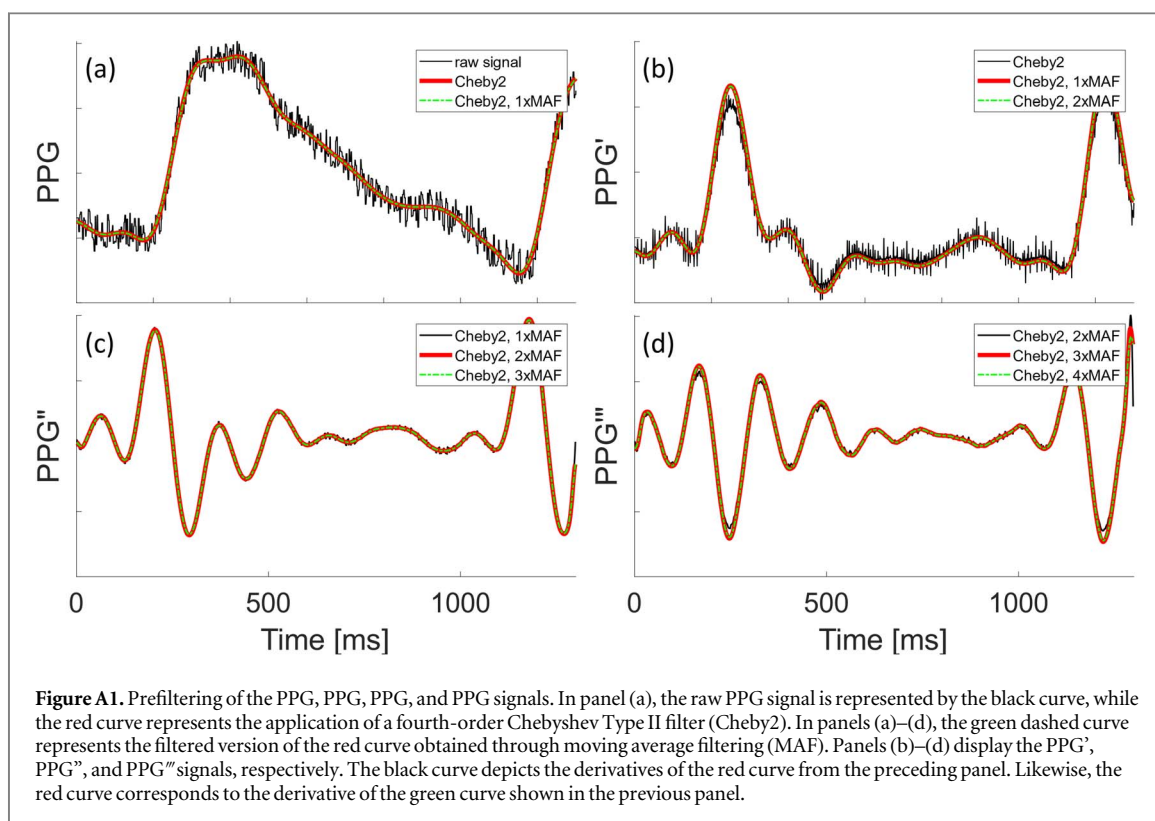 (a)
raw signal
Cheby2
Cheby2, 1xMAF
PPG
(b)
Cheby2
Cheby2, 1xMAF
Cheby2, 2xMAF
PPG'
(c)
Cheby2, 1xMAF
Cheby2, 2xMAF
Cheby2, 3xMAF
PPG''
0 500 1000
Time [ms]
(d)
Cheby2, 2xMAF
Cheby2, 3xMAF
Cheby2, 4xMAF
PPG'''
0 500 1000
Time [ms]
Figure A1. Prefiltering of the PPG, PPG, PPG, and PPG signals. In panel (a), the raw PPG signal is represented by the black curve, while
the red curve represents the application of a fourth-order Chebyshev Type II filter (Cheby2). In panels (a)–(d), the green dashed curve
represents the filtered version of the red curve obtained through moving average filtering (MAF). Panels (b)–(d) display the PPG’,
PPG”, and PPG‴ signals, respectively. The black curve depicts the derivatives of the red curve from the preceding panel. Likewise, the
red curve corresponds to the derivative of the green curve shown in the previous panel.